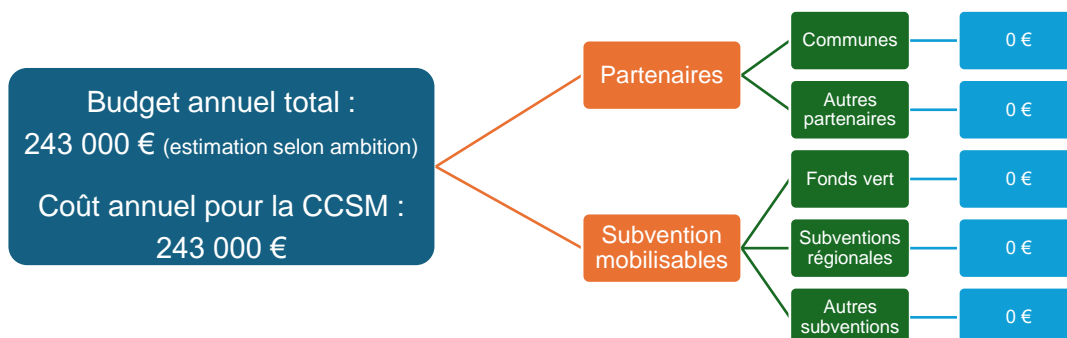 Budget annuel total :
243 000 € (estimation selon ambition)
Coût annuel pour la CCSM :
243 000 €
Partenaires
Communes
0 €
Autres
partenaires
0 €
Subvention
mobilisables
Fonds vert
0 €
Subventions
régionales
0 €
Autres
subventions
0 €